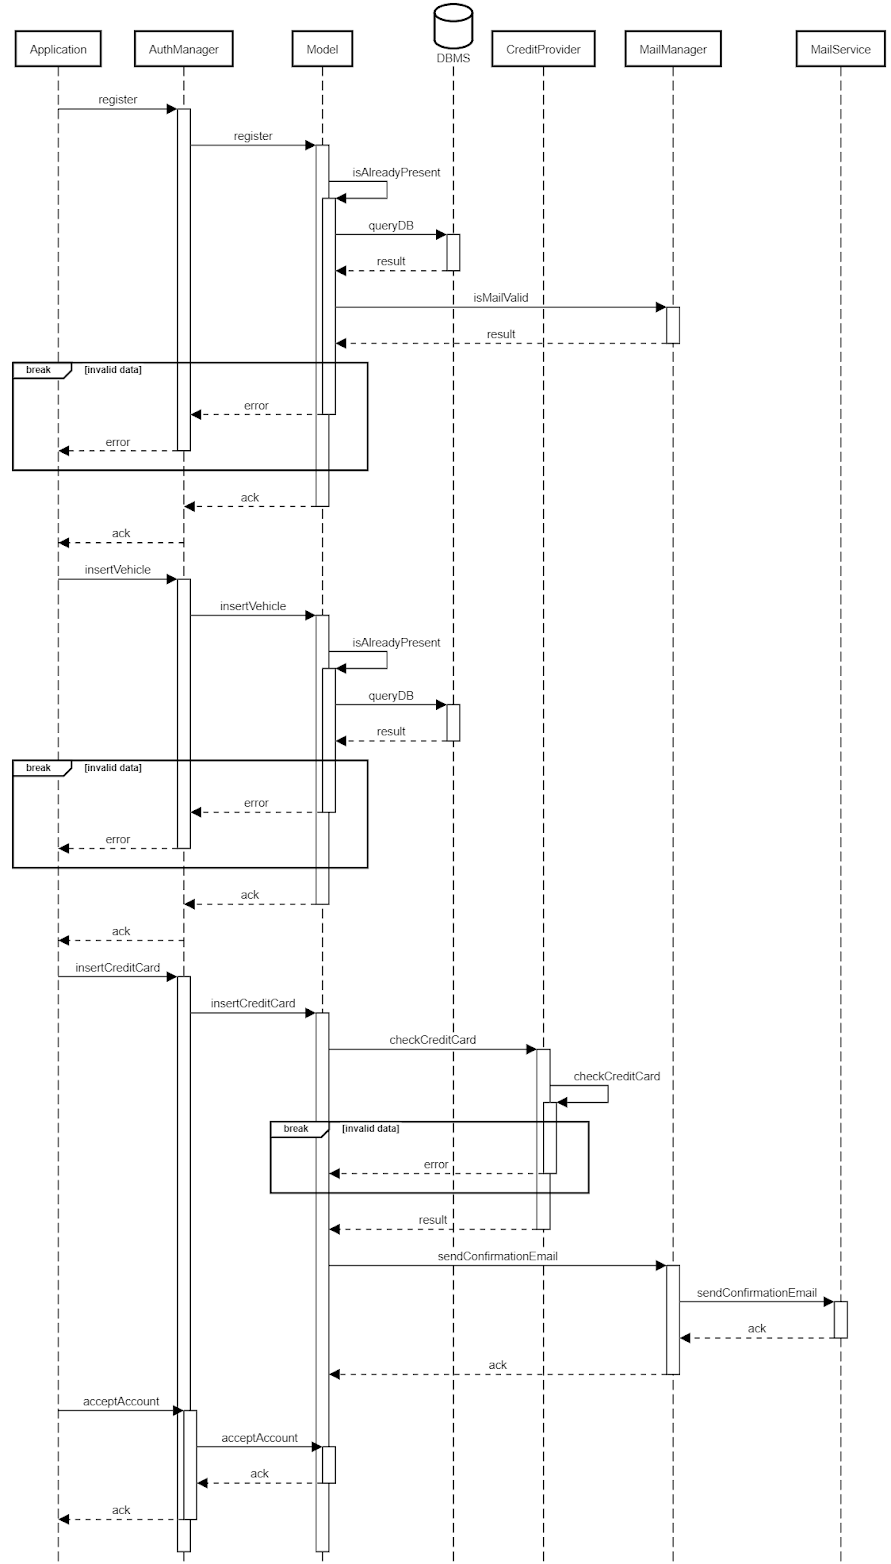 Application
AuthManager
Model
DBMS
CreditProvider
MailManager
MailService
register
register
isAlreadyPresent
queryDB
result
isMailValid
result
break [invalid data]
error
error
ack
ack
insertVehicle
insertVehicle
isAlreadyPresent
queryDB
result
break [invalid data]
error
error
ack
ack
insertCreditCard
insertCreditCard
checkCreditCard
checkCreditCard
break [invalid data]
error
result
sendConfirmationEmail
sendConfirmationEmail
ack
ack
acceptAccount
acceptAccount
ack
ack